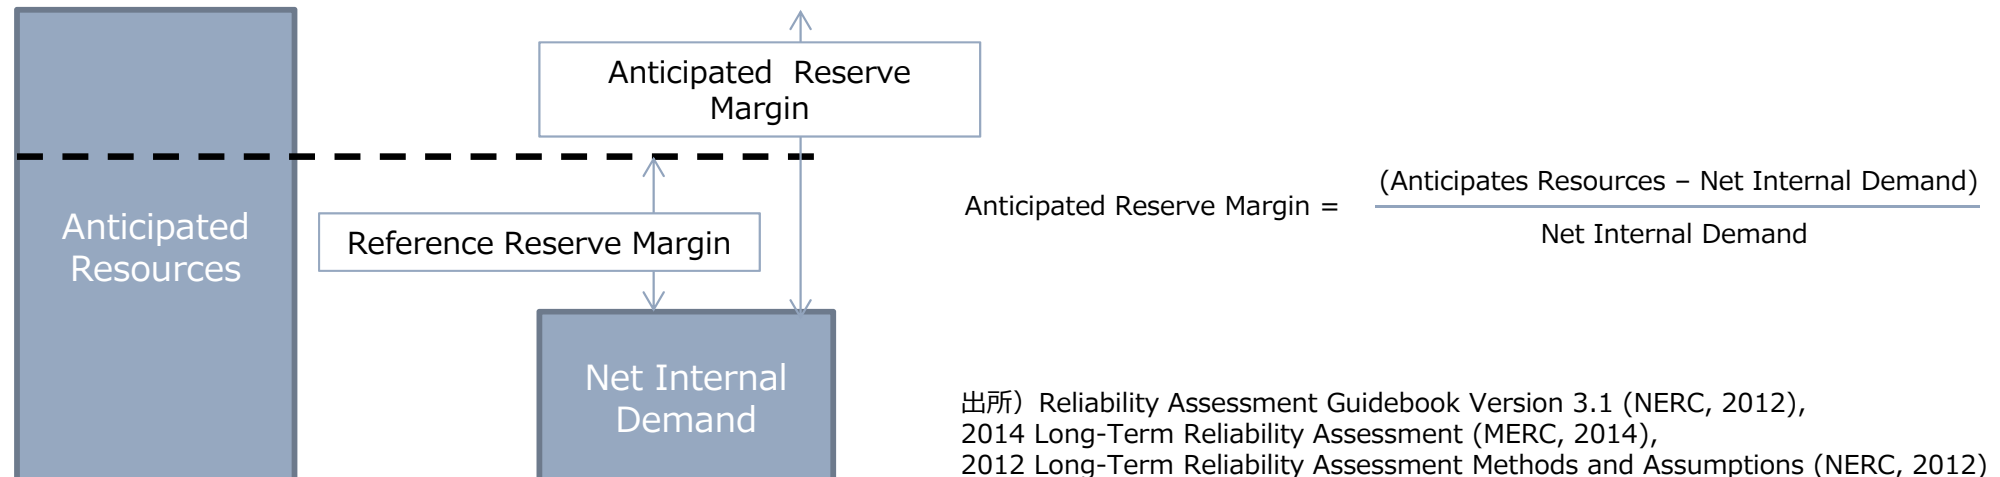 Anticipated Reserve
Margin
Anticipated
Resources
Reference Reserve Margin
Net Internal
Demand
Anticipated Reserve Margin =
(Anticipates Resources – Net Internal Demand)
Net Internal Demand
出所）Reliability Assessment Guidebook Version 3.1 (NERC, 2012),
2014 Long-Term Reliability Assessment (MERC, 2014),
2012 Long-Term Reliability Assessment Methods and Assumptions (NERC, 2012)